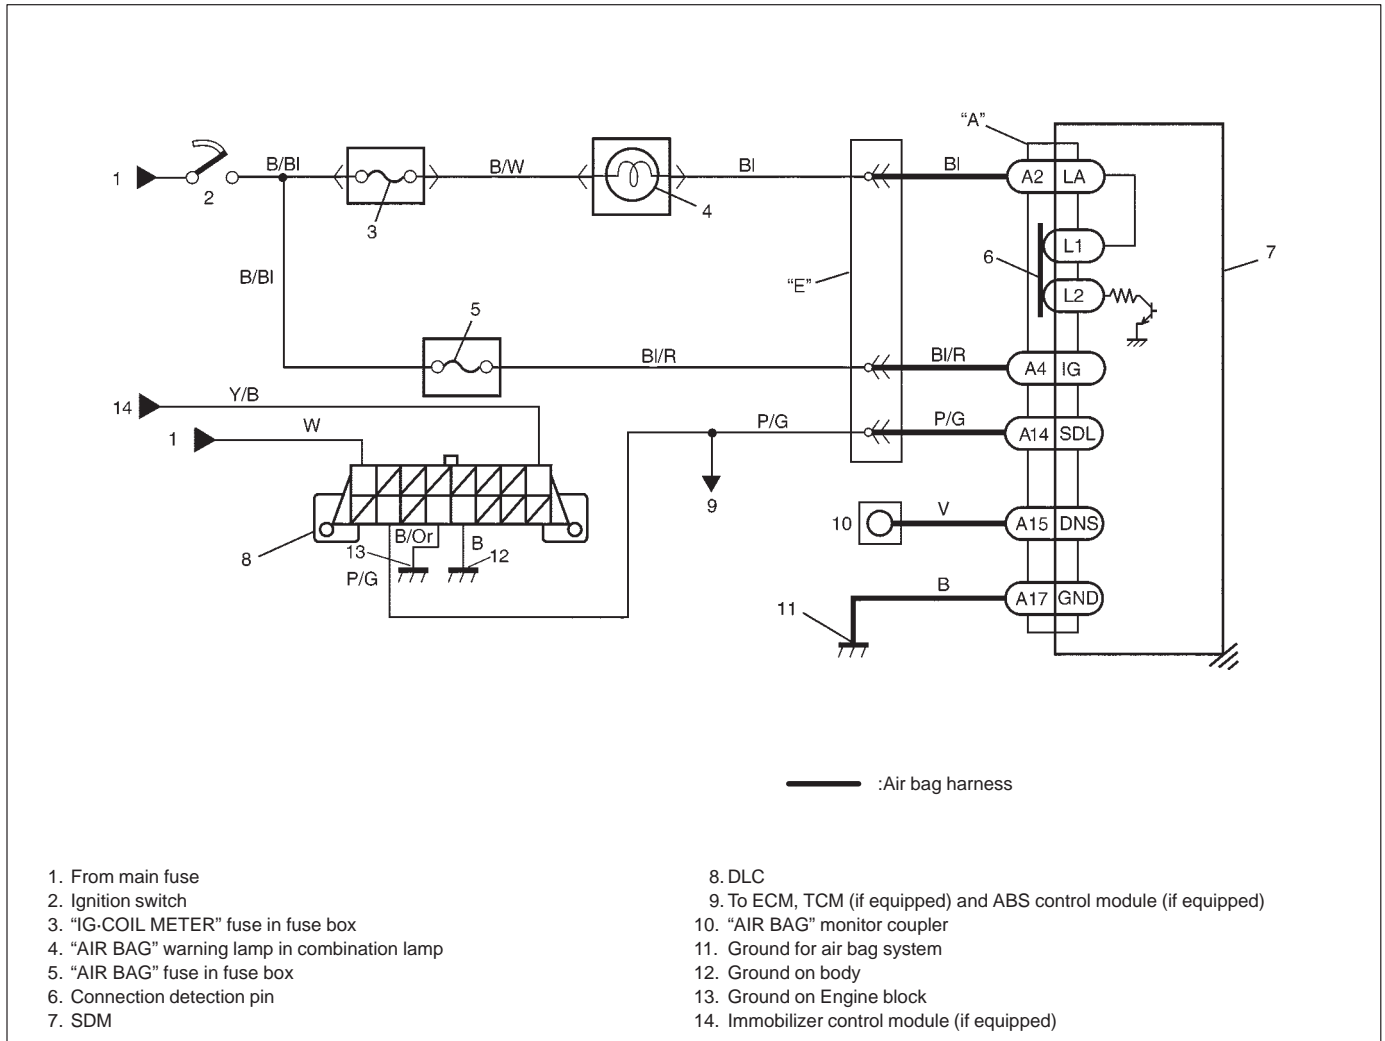 “A”
1
2
B/Bl
3
B/W
4
Bl
Bl
A2 LA
L1
6
7
L2
B/Bl
“E”
5
Bl/R
Bl/R
A4 IG
14
Y/B
1
W
P/G
P/G
A14 SDL
9
10
V
A15 DNS
8
13
B/Or
B
12
P/G
11
B
A17 GND
:Air bag harness
1. From main fuse
2. Ignition switch
3. “IG·COIL METER” fuse in fuse box
4. “AIR BAG” warning lamp in combination lamp
5. “AIR BAG” fuse in fuse box
6. Connection detection pin
7. SDM
8. DLC
9. To ECM, TCM (if equipped) and ABS control module (if equipped)
10. “AIR BAG” monitor coupler
11. Ground for air bag system
12. Ground on body
13. Ground on Engine block
14. Immobilizer control module (if equipped)